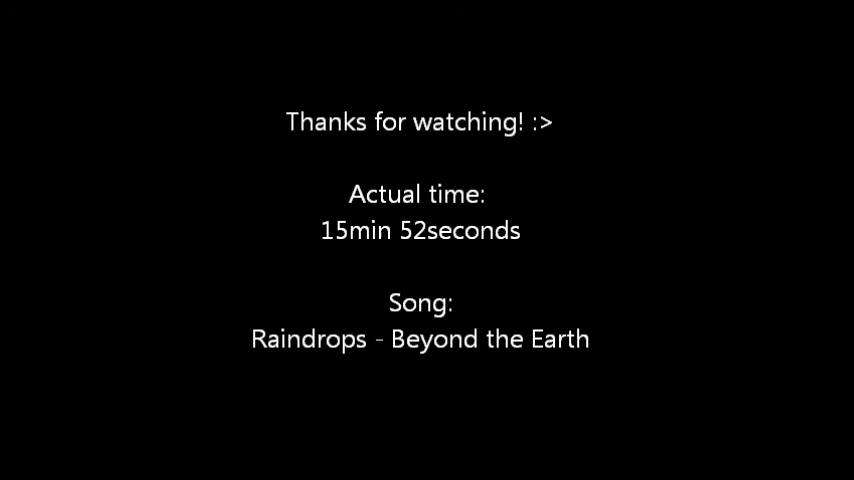 Thanks for watching! :>
Actual time:
15min 52seconds
Song:
Raindrops - Beyond the Earth